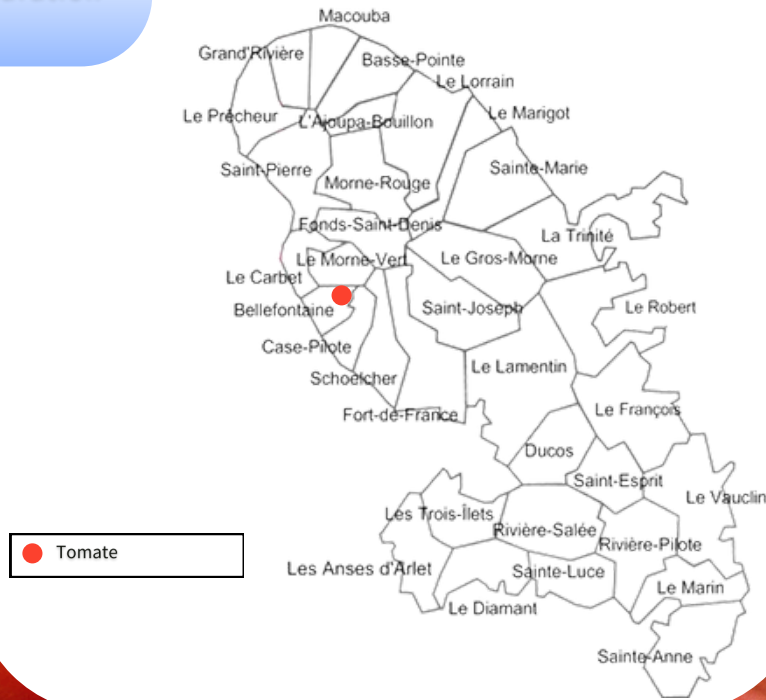 Macouba
Grand'Rivière
Basse-Pointe
Le Lorrain
Le Prêcheur
L'Ajoupa-Bouillon
Le Marigot
Saint-Pierre
Sainte-Marie
Morne-Rouge
Fonds-Saint-Denis
La Trinité
Le Morne-Vert
Le Gros-Morne
Le Carbet
Bellefontaine
Saint-Joseph
Le Robert
Case-Pilote
Le Lamentin
Schoelcher
Fort-de-France
Le François
Ducos
Saint-Esprit
Le Vauclin
Les Trois-Îlets
Rivière-Salée
Rivière-Pilote
Tomate
Les Anses d'Arlet
Sainte-Luce
Le Marin
Le Diamant
Sainte-Anne